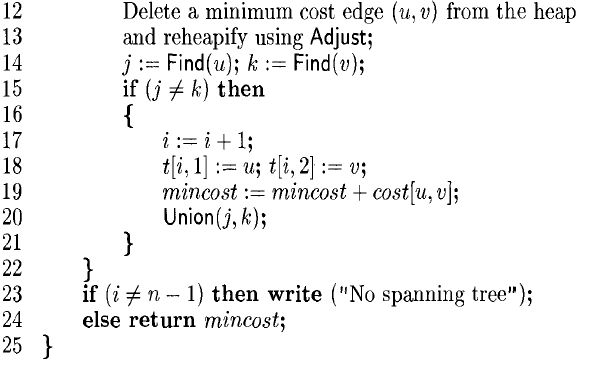 12 Delete a minimum cost edge (u, v) from the heap
13 and reheapify using Adjust;
14 j := Find(u); k := Find(v);
15 if (j ≠ k) then
16 {
17 i := i + 1;
18 t[i, 1] := u; t[i, 2] := v;
19 mincost := mincost + cost[u, v];
20 Union(j, k);
21 }
22 }
23 if (i ≠ n − 1) then write ("No spanning tree");
24 else return mincost;
25 }